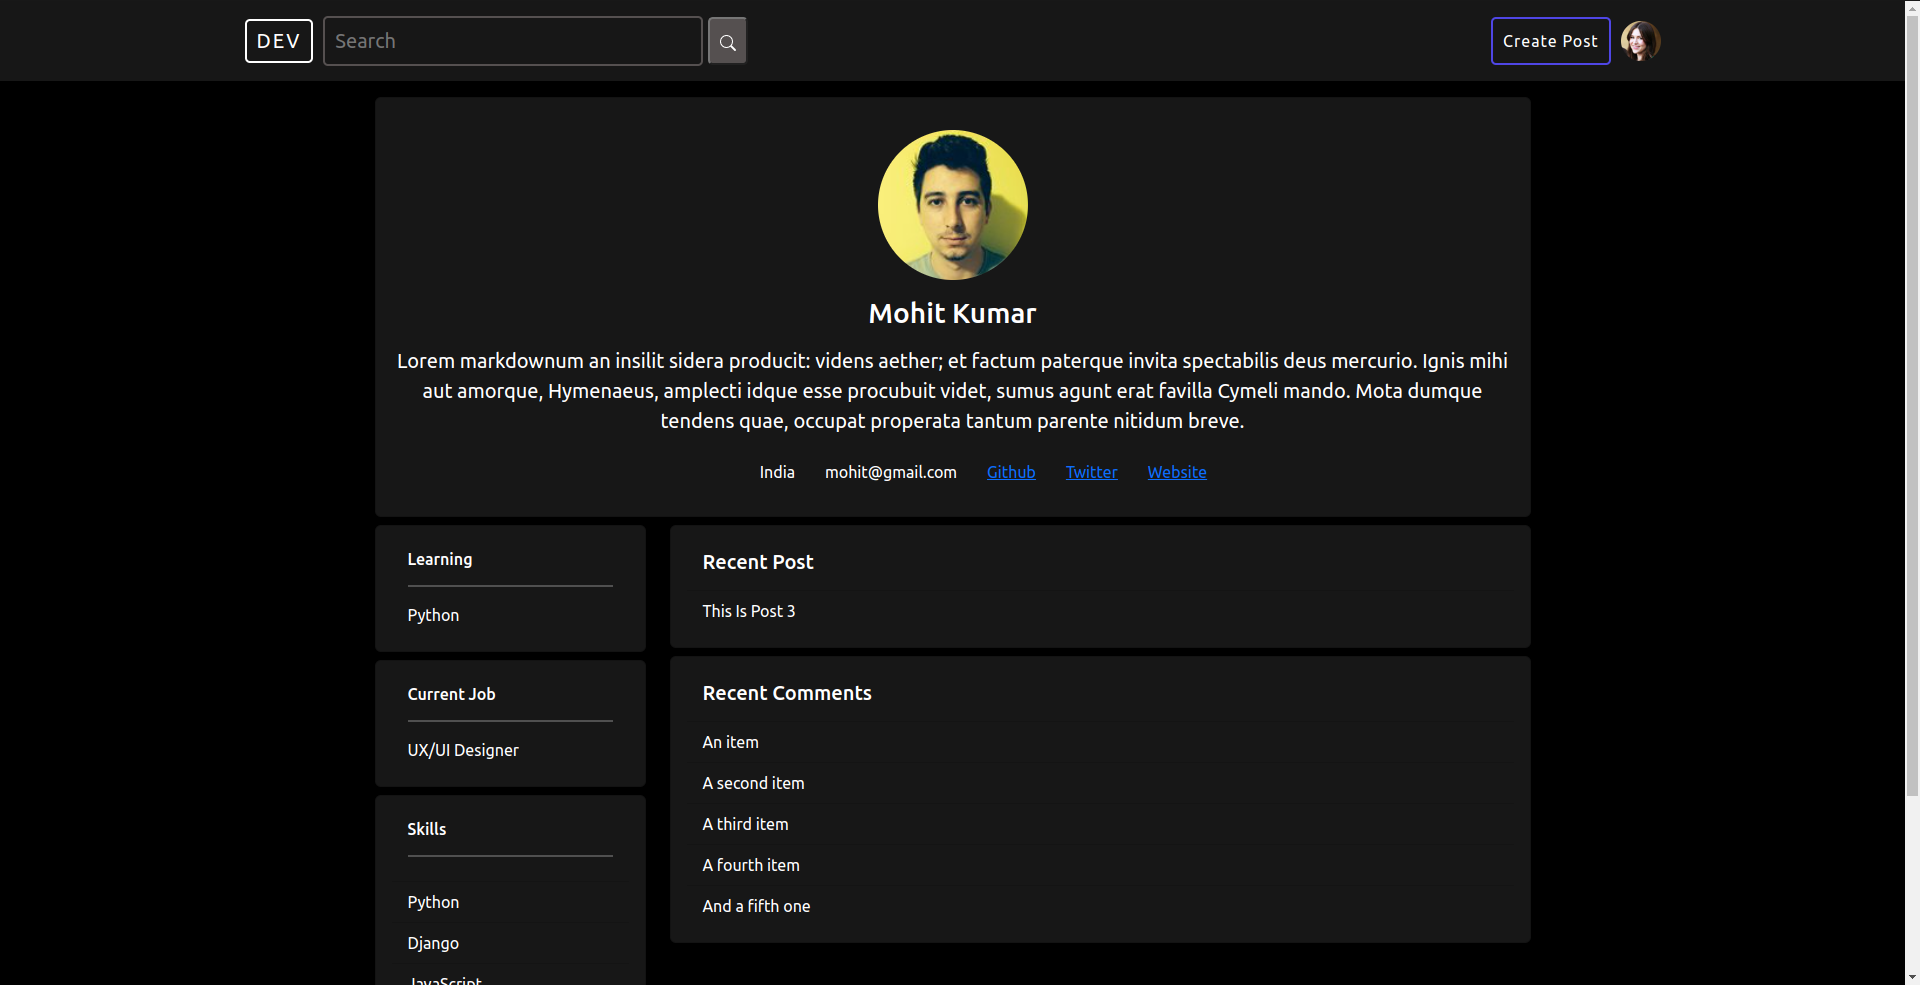 DEV
Search
Create Post
Mohit Kumar
Lorem markdownum an insilit sidera producit: videns aether; et factum paterque invita spectabilis deus mercurio. Ignis mihi
aut amorque, Hymenaeus, amplecti idque esse procubuit videt, sumus agunt erat favilla Cymeli mando. Mota dumque
tendens quae, occupat properata tantum parente nitidum breve.
India mohit@gmail.com Github Twitter Website
Learning
Python
Current Job
UX/UI Designer
Skills
Python
Django
JavaScript
Recent Post
This Is Post 3
Recent Comments
An item
A second item
A third item
A fourth item
And a fifth one